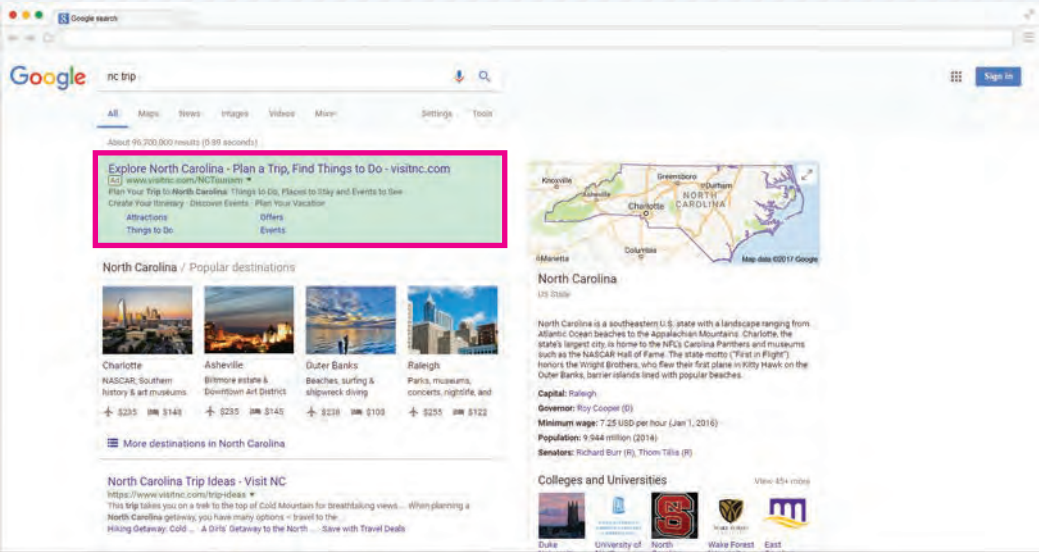 Google search
Google
nc trip
Sign in
All Maps News Images Videos More
Settings Tools
About 96,700,000 results (0.89 seconds)
Explore North Carolina - Plan a Trip, Find Things to Do - visitnc.com
Ad www.visitnc.com/NCTourism
Plan Your Trip to North Carolina. Things to Do, Places to Stay and Events to See
Create Your Itinerary · Discover Events · Plan Your Vacation
Attractions
Offers
Things to Do
Events
North Carolina / Popular destinations
Charlotte
NASCAR, Southern
history & art museums
$235 $148
Asheville
Biltmore estate &
Downtown Art District
$235 $145
Outer Banks
Beaches, surfing &
shipwreck diving
$238 $108
Raleigh
Parks, museums,
concerts, nightlife, and
$255 $122
More destinations in North Carolina
North Carolina Trip Ideas - Visit NC
https://www.visitnc.com/trip-ideas
This trip takes you on a trek to the top of Cold Mountain for breathtaking views... When planning a
North Carolina getaway, you have many options – travel to the ...
Hiking Getaway: Cold ... A Girls' Getaway to the North ... Save with Travel Deals
Knoxville
Greensboro
Durham
Asheville
NORTH
CAROLINA
Charlotte
Columbia
Marietta
Map data ©2017 Google
North Carolina
US State
North Carolina is a southeastern U.S. state with a landscape ranging from
Atlantic Ocean beaches to the Appalachian Mountains. Charlotte, the
state's largest city, is home to the NFL's Carolina Panthers and museums
such as the NASCAR Hall of Fame. The state motto ("First in Flight")
honors the Wright Brothers, who flew their first plane in Kitty Hawk on the
Outer Banks, barrier islands lined with popular beaches.
Capital: Raleigh
Governor: Roy Cooper (D)
Minimum wage: 7.25 USD per hour (Jan 1, 2016)
Population: 9.944 million (2014)
Senators: Richard Burr (R), Thom Tillis (R)
Colleges and Universities
View 45+ more
WAKE FOREST
Duke
University of
North
Wake Forest
East